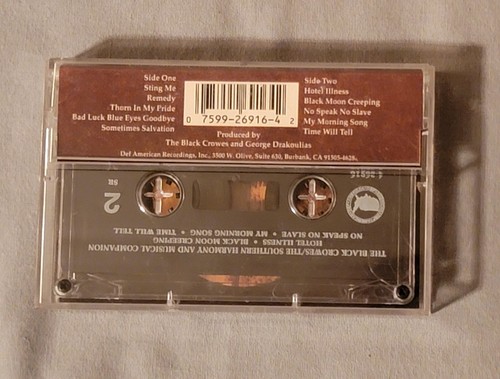 Side One
Sting Me
Remedy
Thorn In My Pride
Bad Luck Blue Eyes Goodbye
Sometimes Salvation
0 7599-26916-4 2
Side Two
Hotel Illness
Black Moon Creeping
No Speak No Slave
My Morning Song
Time Will Tell
Produced by
The Black Crowes and George Drakoulias
Def American Recordings, Inc., 3500 W. Olive, Suite 630, Burbank, CA 91505-4628.
THE BLACK CROWES/THE SOUTHERN HARMONY AND MUSICAL COMPANION
HOTEL ILLNESS • BLACK MOON CREEPING
NO SPEAK NO SLAVE • MY MORNING SONG • TIME WILL TELL
2
SR
4-26916